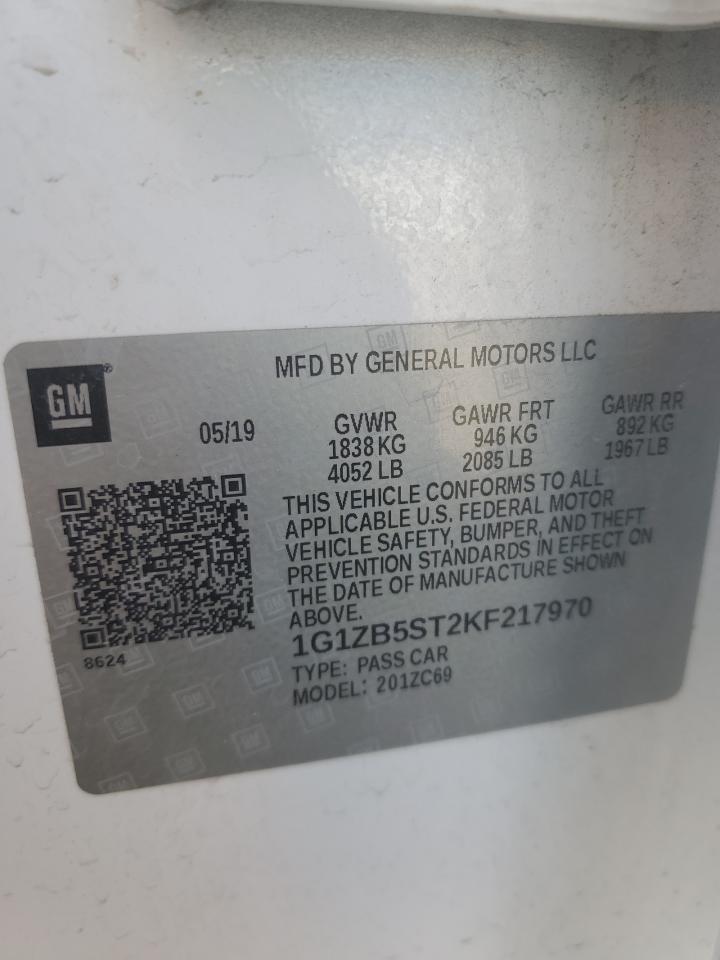 MFD BY GENERAL MOTORS LLC
GM®
05/19
GVWR GAWR FRT GAWR RR
1838 KG 946 KG 892 KG
4052 LB 2085 LB 1967 LB
THIS VEHICLE CONFORMS TO ALL
APPLICABLE U.S. FEDERAL MOTOR
VEHICLE SAFETY, BUMPER, AND THEFT
PREVENTION STANDARDS IN EFFECT ON
THE DATE OF MANUFACTURE SHOWN
ABOVE.
1G1ZB5ST2KF217970
8624
TYPE: PASS CAR
MODEL: 201ZC69